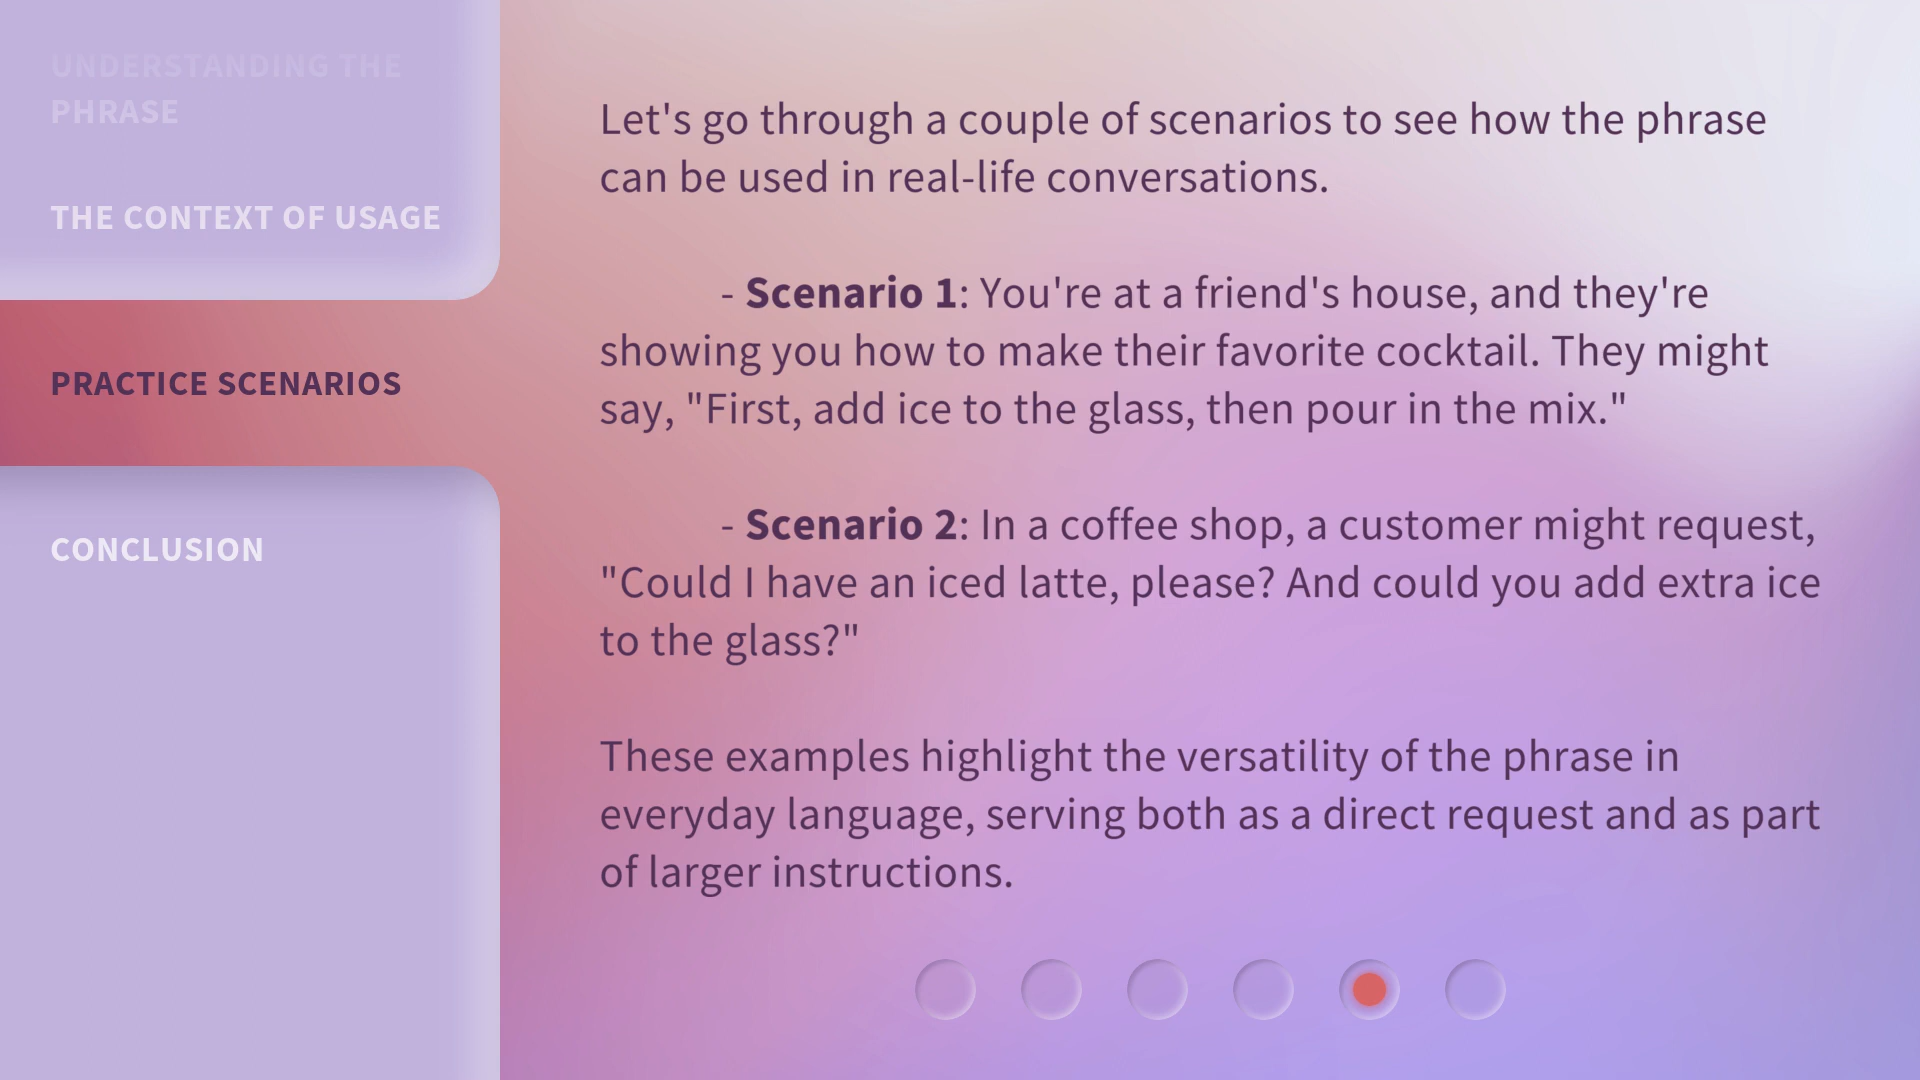 UNDERSTANDING THE
PHRASE
THE CONTEXT OF USAGE
PRACTICE SCENARIOS
CONCLUSION
Let's go through a couple of scenarios to see how the phrase
can be used in real-life conversations.
- Scenario 1: You're at a friend's house, and they're
showing you how to make their favorite cocktail. They might
say, "First, add ice to the glass, then pour in the mix."
- Scenario 2: In a coffee shop, a customer might request,
"Could I have an iced latte, please? And could you add extra ice
to the glass?"
These examples highlight the versatility of the phrase in
everyday language, serving both as a direct request and as part
of larger instructions.